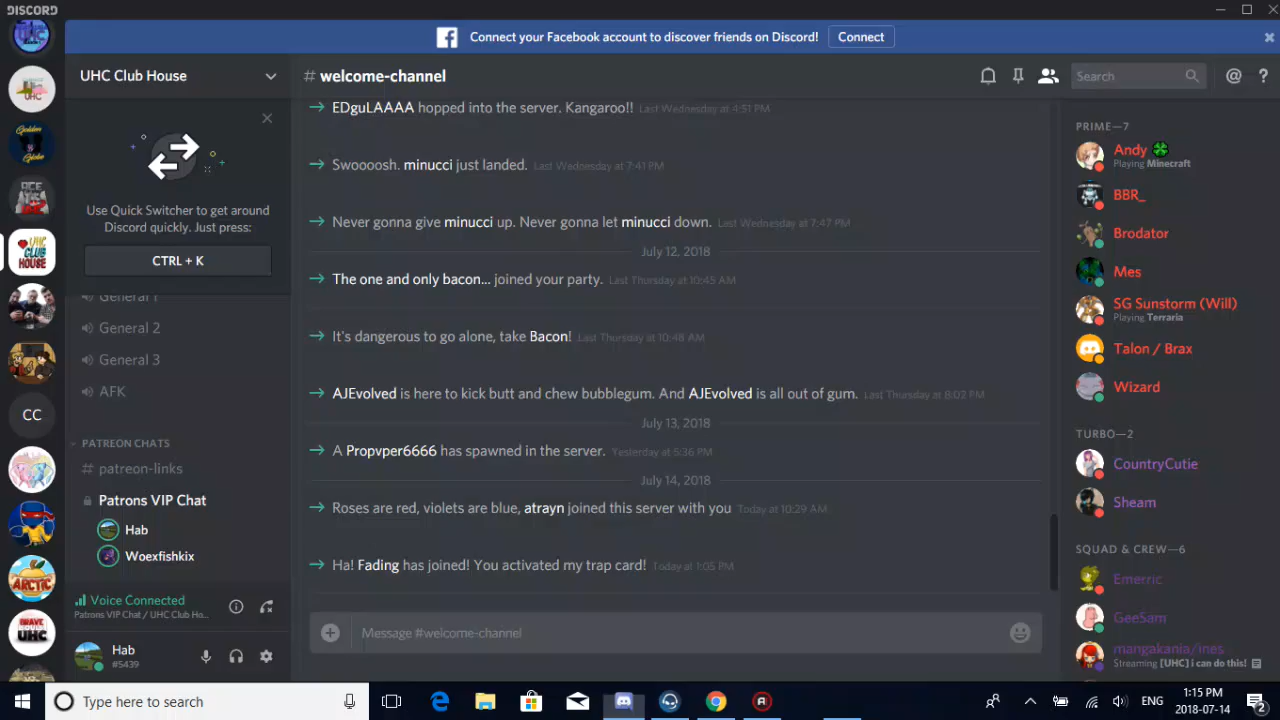 DISCORD
Connect your Facebook account to discover friends on Discord!
Connect
UHC Club House
# welcome-channel
Search
Use Quick Switcher to get around
Discord quickly. Just press:
CTRL + K
General 1
General 2
General 3
AFK
PATREON CHATS
# patreon-links
Patrons VIP Chat
Hab
Woexfishkix
Voice Connected
Patrons VIP Chat / UHC Club Ho...
Hab
#5439
EDguLAAAA hopped into the server. Kangaroo!! Last Wednesday at 4:51 PM
Swoooosh. minucci just landed. Last Wednesday at 7:41 PM
Never gonna give minucci up. Never gonna let minucci down. Last Wednesday at 7:47 PM
July 12, 2018
The one and only bacon... joined your party. Last Thursday at 10:45 AM
It's dangerous to go alone, take Bacon! Last Thursday at 10:48 AM
AJEvolved is here to kick butt and chew bubblegum. And AJEvolved is all out of gum. Last Thursday at 8:02 PM
July 13, 2018
A Propvper6666 has spawned in the server. Yesterday at 5:36 PM
July 14, 2018
Roses are red, violets are blue, atrayn joined this server with you Today at 10:29 AM
Ha! Fading has joined! You activated my trap card! Today at 1:05 PM
Message #welcome-channel
PRIME—7
Andy
Playing Minecraft
BBR_
Brodator
Mes
SG Sunstorm (Will)
Playing Terraria
Talon / Brax
Wizard
TURBO—2
CountryCutie
Sheam
SQUAD & CREW—6
Emerric
GeeSam
mangakania/ines
Streaming [UHC] i can do this!
UHC
CLUB
HOUSE
CC
ARCTIC
UHC
Type here to search
ENG
1:15 PM
2018-07-14
2